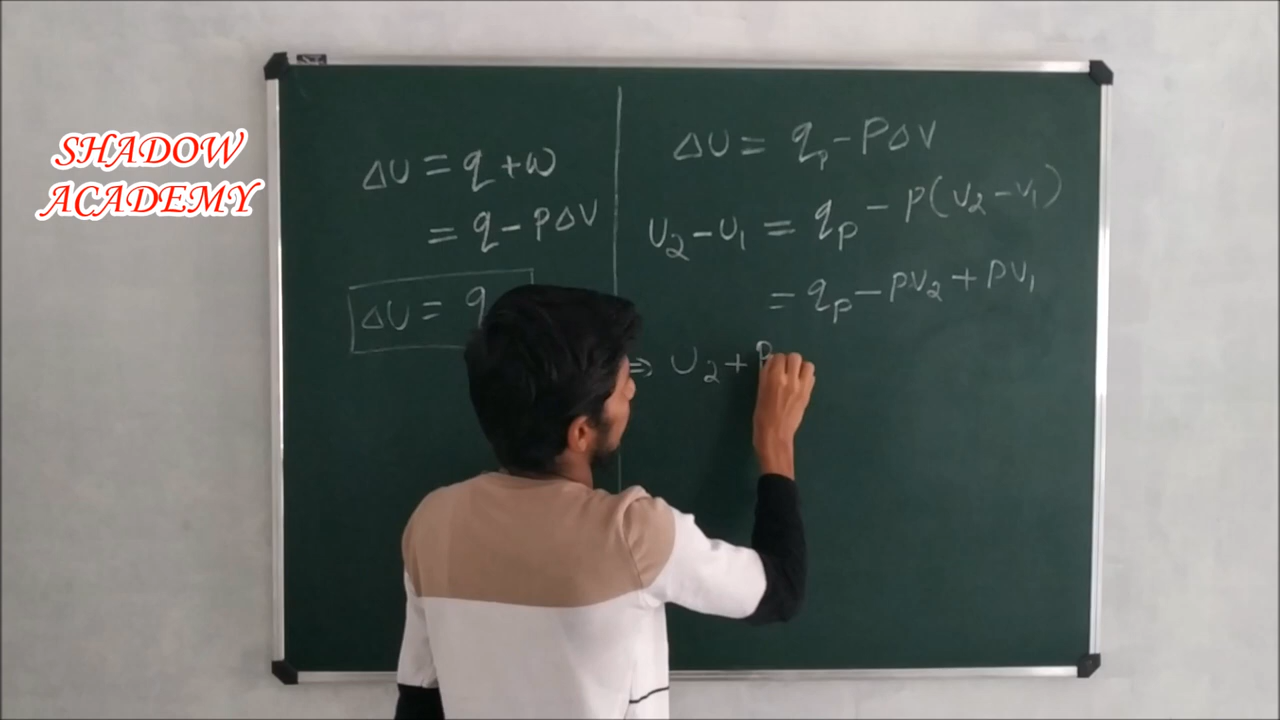 SHADOW
ACADEMY
ΔU = q + w
= q - PΔV
ΔU = q
ΔU = qₚ - PΔV
U₂ - U₁ = qₚ - P(V₂ - V₁)
= qₚ - PV₂ + PV₁
⇒ U₂ + P